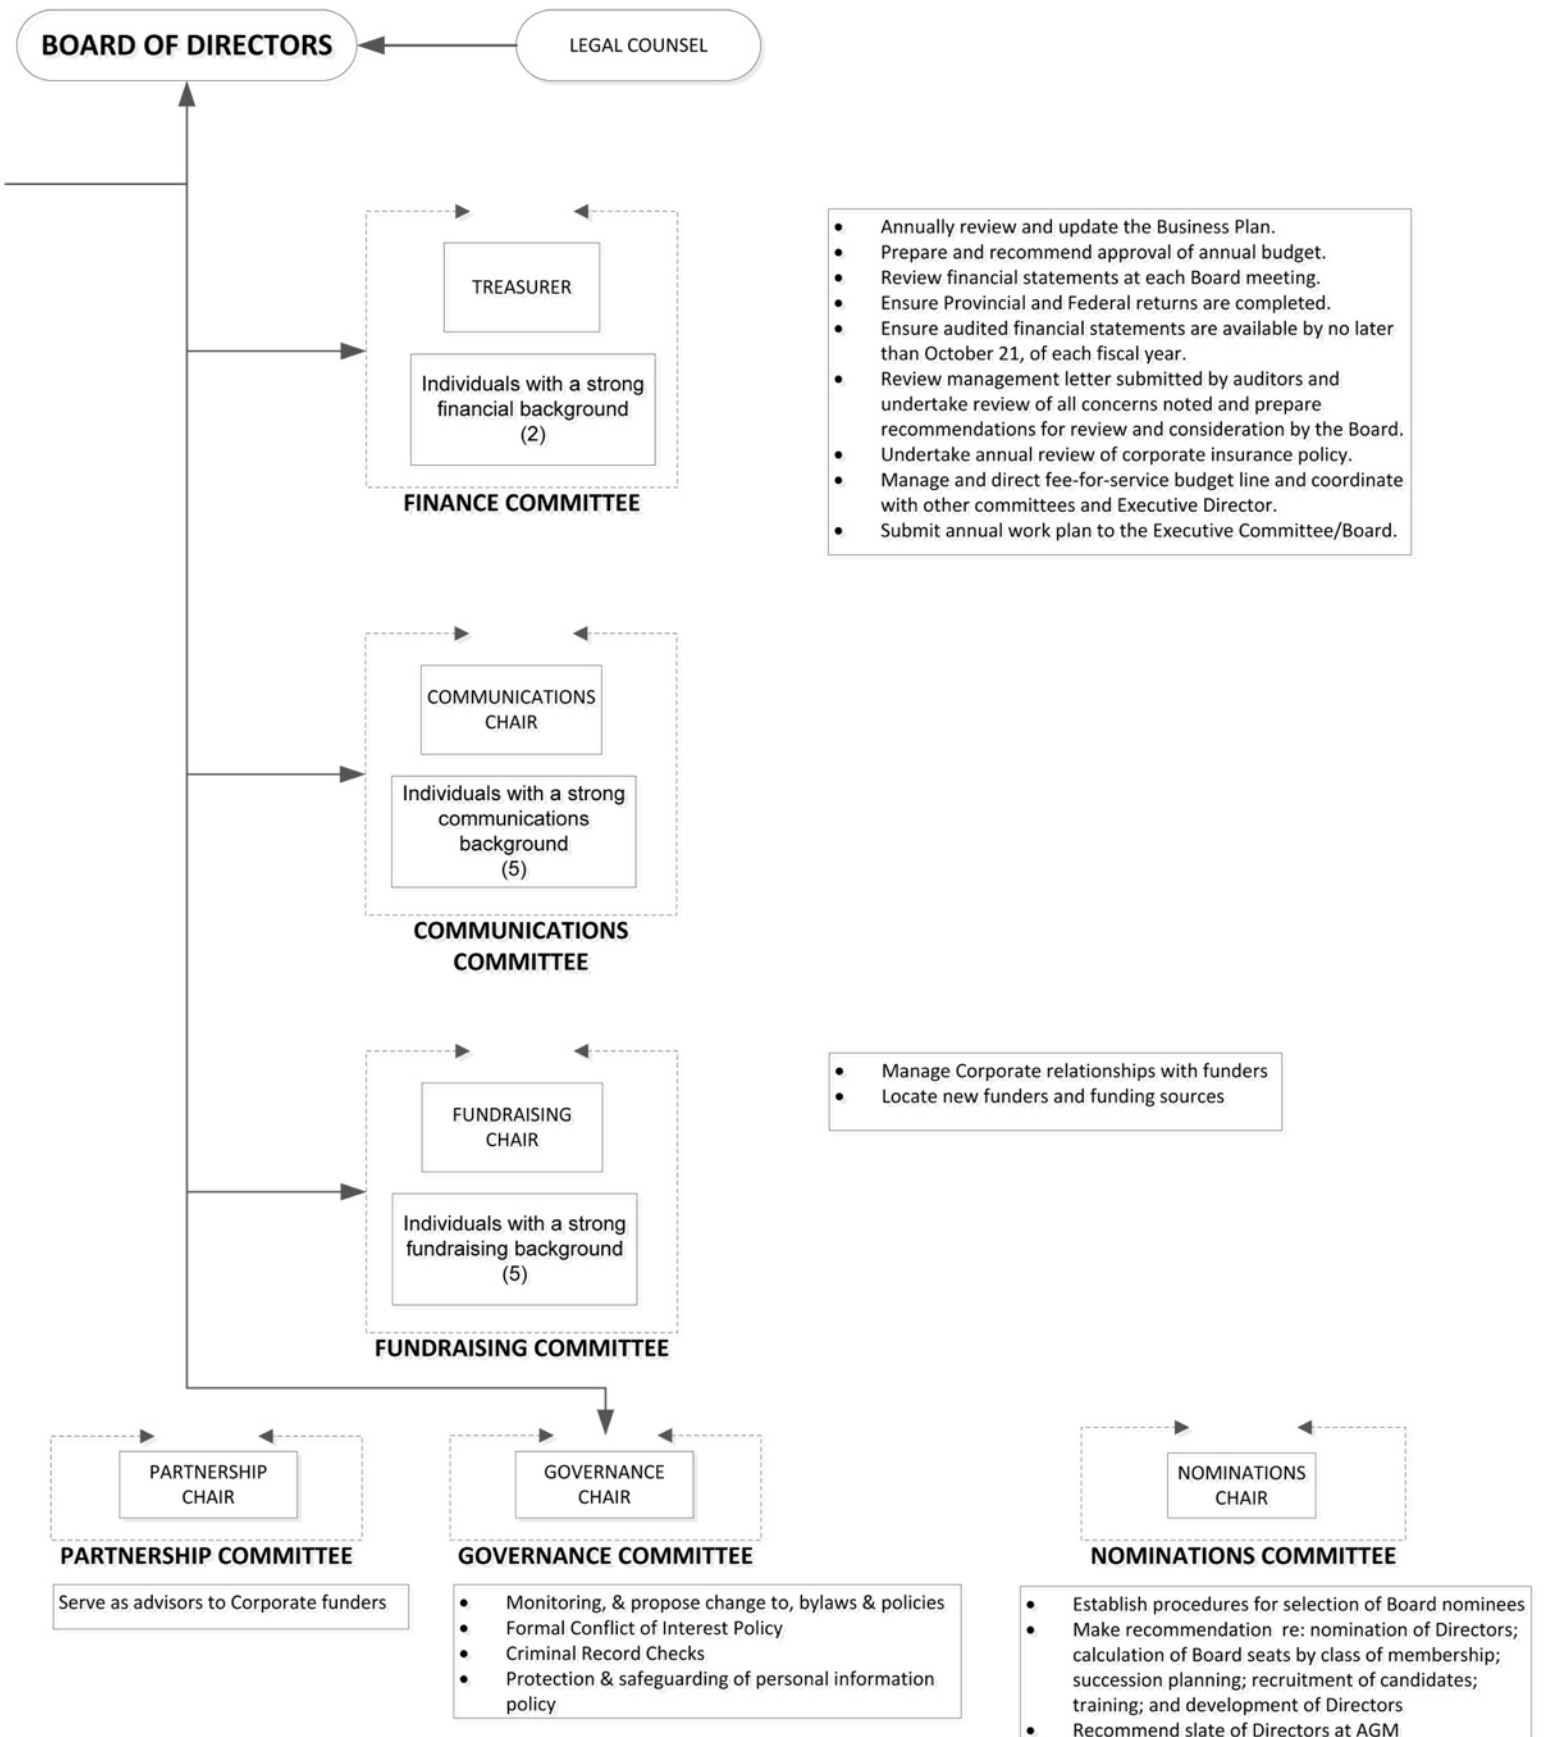 BOARD OF DIRECTORS
LEGAL COUNSEL
TREASURER
Individuals with a strong
financial background
(2)
FINANCE COMMITTEE
• Annually review and update the Business Plan.
• Prepare and recommend approval of annual budget.
• Review financial statements at each Board meeting.
• Ensure Provincial and Federal returns are completed.
• Ensure audited financial statements are available by no later
than October 21, of each fiscal year.
• Review management letter submitted by auditors and
undertake review of all concerns noted and prepare
recommendations for review and consideration by the Board.
• Undertake annual review of corporate insurance policy.
• Manage and direct fee-for-service budget line and coordinate
with other committees and Executive Director.
• Submit annual work plan to the Executive Committee/Board.
COMMUNICATIONS
CHAIR
Individuals with a strong
communications
background
(5)
COMMUNICATIONS
COMMITTEE
FUNDRAISING
CHAIR
Individuals with a strong
fundraising background
(5)
FUNDRAISING COMMITTEE
• Manage Corporate relationships with funders
• Locate new funders and funding sources
PARTNERSHIP
CHAIR
PARTNERSHIP COMMITTEE
Serve as advisors to Corporate funders
GOVERNANCE
CHAIR
GOVERNANCE COMMITTEE
• Monitoring, & propose change to, bylaws & policies
• Formal Conflict of Interest Policy
• Criminal Record Checks
• Protection & safeguarding of personal information
policy
NOMINATIONS
CHAIR
NOMINATIONS COMMITTEE
• Establish procedures for selection of Board nominees
• Make recommendation re: nomination of Directors;
calculation of Board seats by class of membership;
succession planning; recruitment of candidates;
training; and development of Directors
• Recommend slate of Directors at AGM